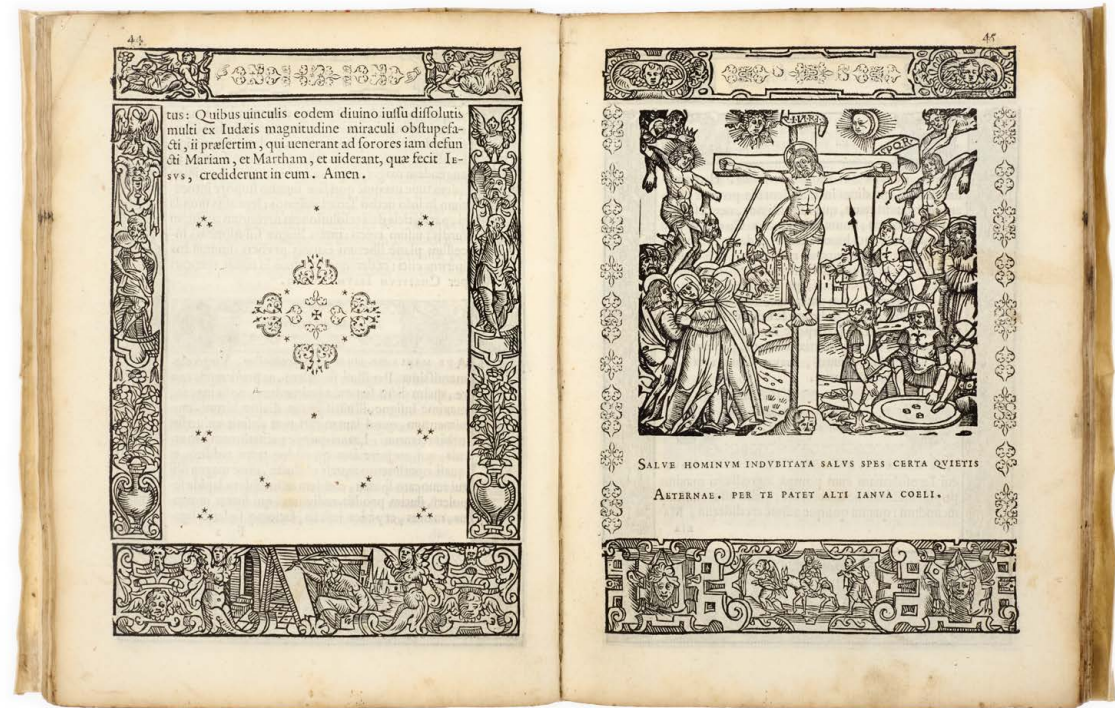 44
tus: Quibus uinculis eodem diuino iussu dissolutis
multi ex Iudæis magnitudine miraculi obstupefa-
cti, ii præsertim, qui uenerant ad sorores iam defun
cti Mariam, et Martham, et uiderant, quæ fecit IE-
SVS, crediderunt in eum. Amen.
45
SALVE HOMINVM INDVBITATA SALVS SPES CERTA QVIETIS
AETERNAE. PER TE PATET ALTI IANVA COELI.